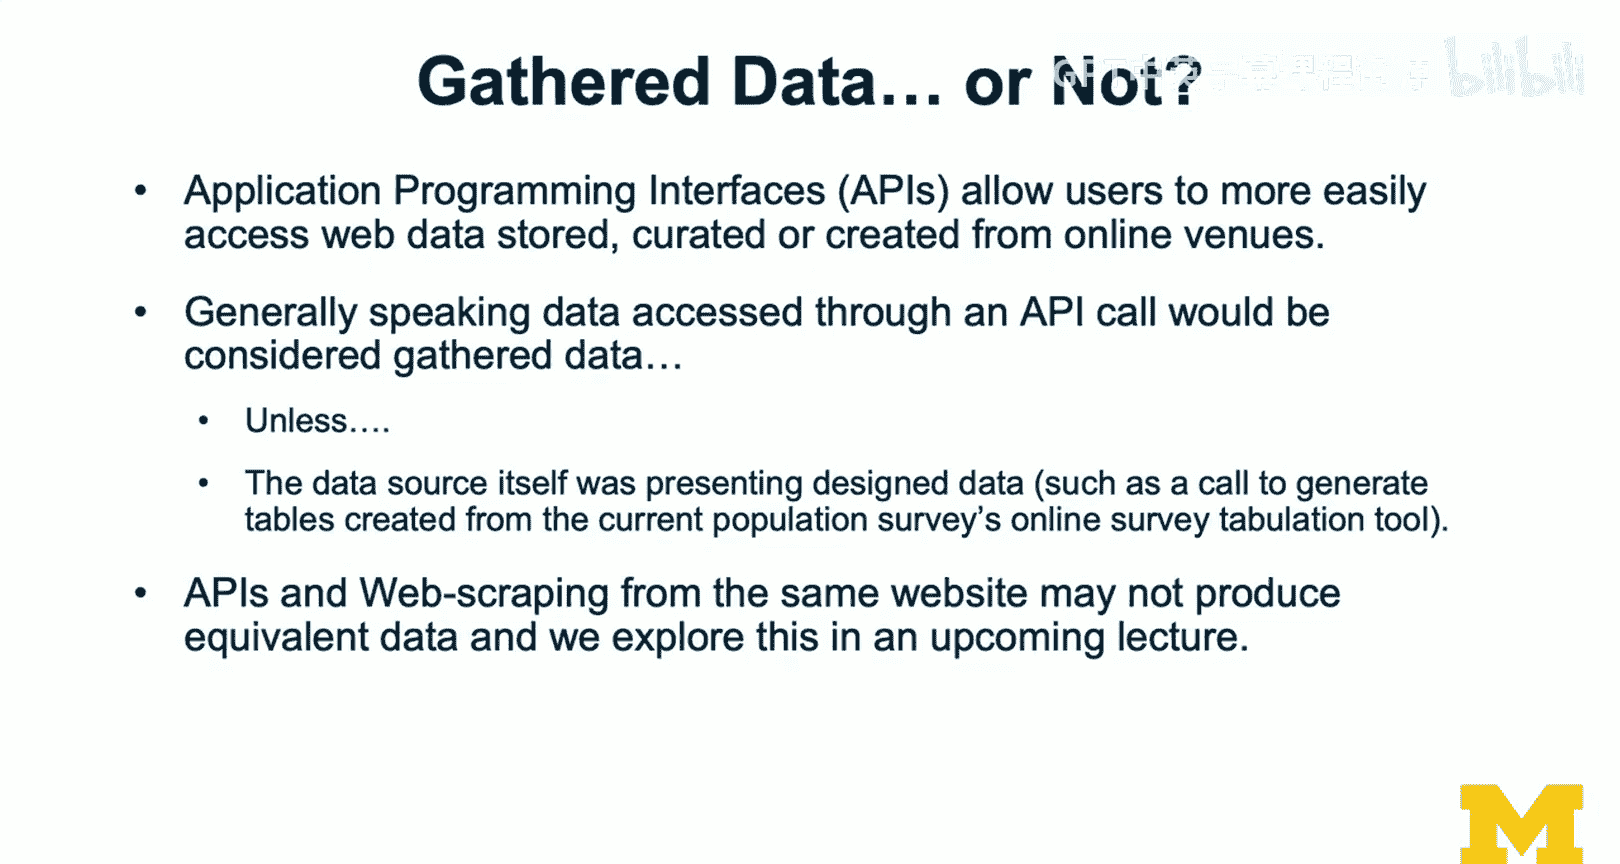 Gathered Data… or Not?
bilibili
• Application Programming Interfaces (APIs) allow users to more easily
access web data stored, curated or created from online venues.
• Generally speaking data accessed through an API call would be
considered gathered data…
• Unless….
• The data source itself was presenting designed data (such as a call to generate
tables created from the current population survey’s online survey tabulation tool).
• APIs and Web-scraping from the same website may not produce
equivalent data and we explore this in an upcoming lecture.
M